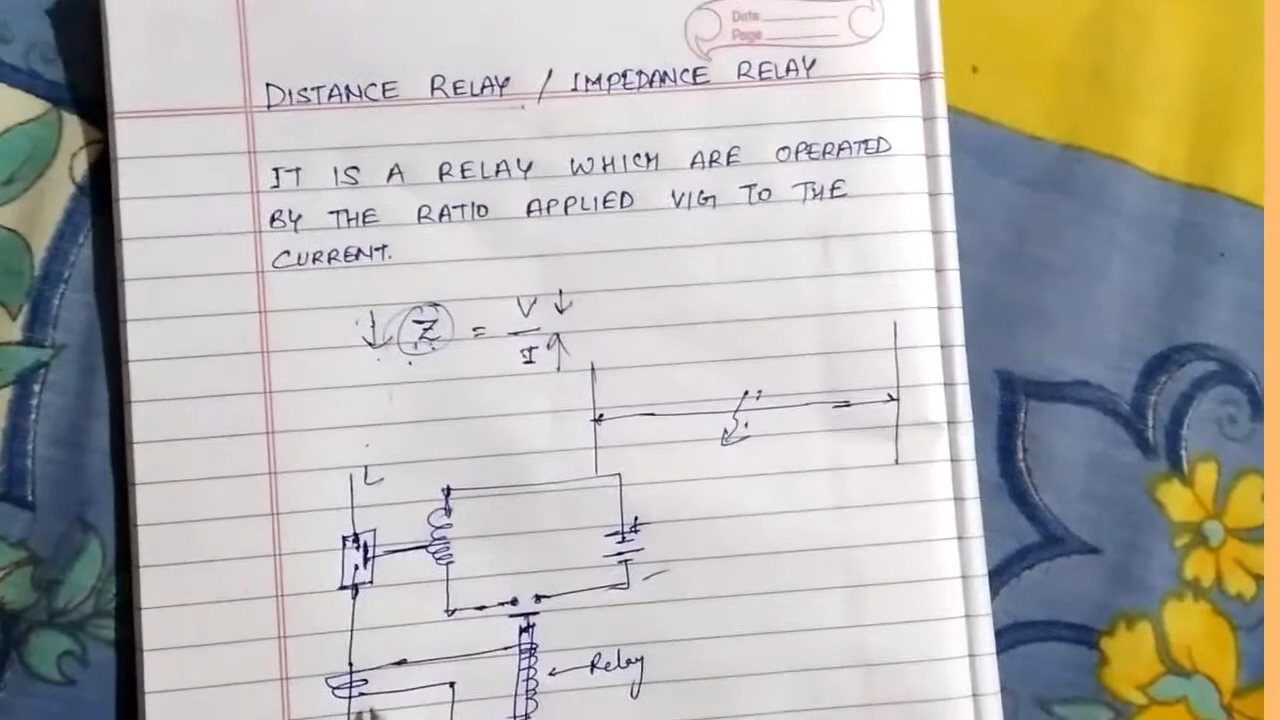 Date
Page
DISTANCE RELAY / IMPEDANCE RELAY
IT IS A RELAY WHICH ARE OPERATED
BY THE RATIO APPLIED V/G TO THE
CURRENT.
↓ Z = V ↓
I ↑
L
+
-
Relay